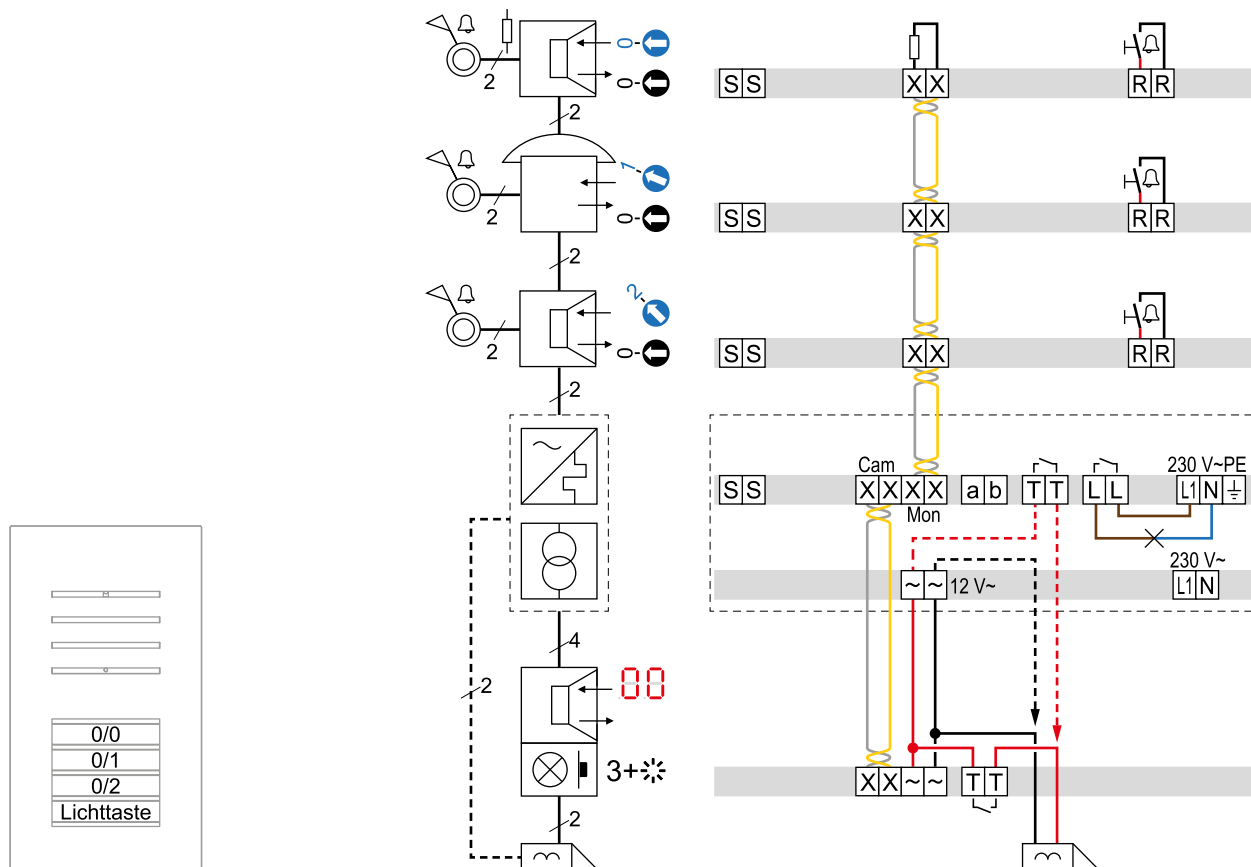 0
2
0
S S
X X
R R
2
1
2
0
S S
X X
R R
2
2
2
0
S S
X X
R R
2
Cam
230 V~PE
S S
X X X X
a b
T T
L L
L1 N
Mon
230 V~
~ ~
12 V~
L1 N
4
2
00
0/0
0/1
0/2
Lichttaste
3+
X X ~ ~
T T
2